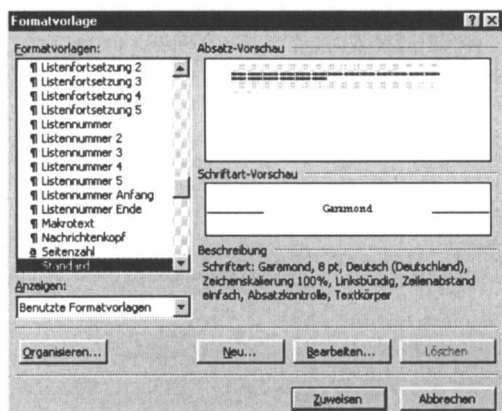 Formatvorlage
Formatvorlagen:
¶ Listenfortsetzung 2
¶ Listenfortsetzung 3
¶ Listenfortsetzung 4
¶ Listenfortsetzung 5
¶ Listennummer
¶ Listennummer 2
¶ Listennummer 3
¶ Listennummer 4
¶ Listennummer 5
¶ Listennummer Anfang
¶ Listennummer Ende
¶ Makrotext
¶ Nachrichtenkopf
a Seitenzahl
Standard
Anzeigen:
Benutzte Formatvorlagen
Absatz-Vorschau
Schriftart-Vorschau
Garamond
Beschreibung
Schriftart: Garamond, 8 pt, Deutsch (Deutschland),
Zeichenskalierung 100%, Linksbündig, Zeilenabstand
einfach, Absatzkontrolle, Textkörper
Organisieren...
Neu...
Bearbeiten...
Löschen
Zuweisen
Abbrechen